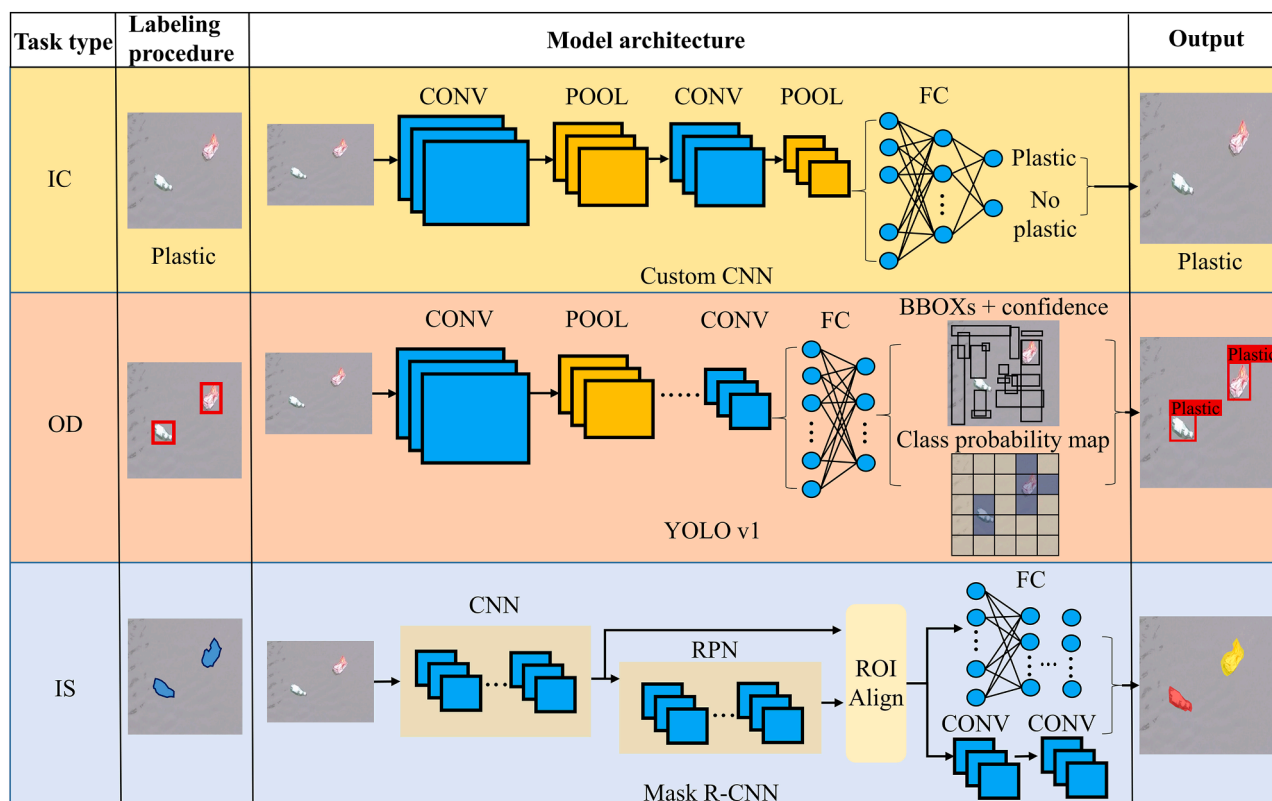 Task type
Labeling
procedure
Model architecture
Output
IC
Plastic
CONV
POOL
CONV
POOL
FC
Plastic
No
plastic
Custom CNN
Plastic
OD
CONV
POOL
CONV
FC
BBOXs + confidence
Class probability map
YOLO v1
Plastic
Plastic
IS
CNN
RPN
ROI
Align
FC
CONV
CONV
Mask R-CNN